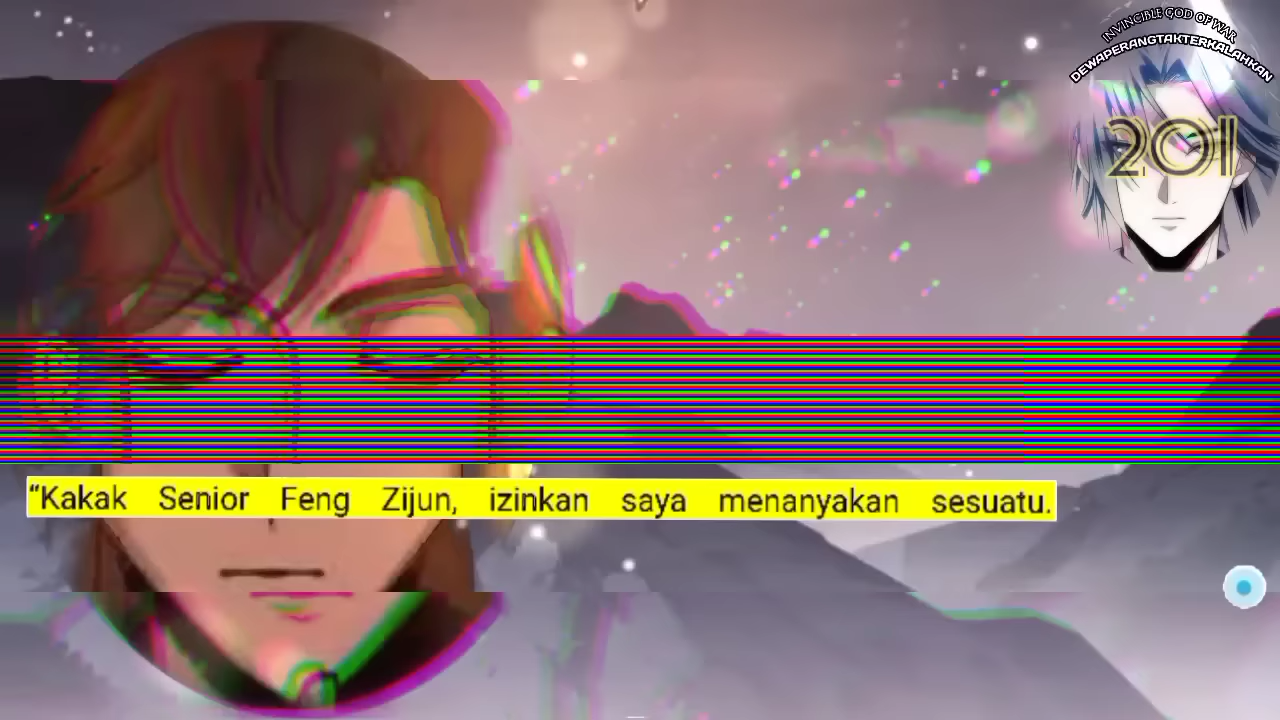 INVINCIBLE GOD OF WAR
DEWAPERANGTAKTERKALAHKAN
201
“Kakak Senior Feng Zijun, izinkan saya menanyakan sesuatu.